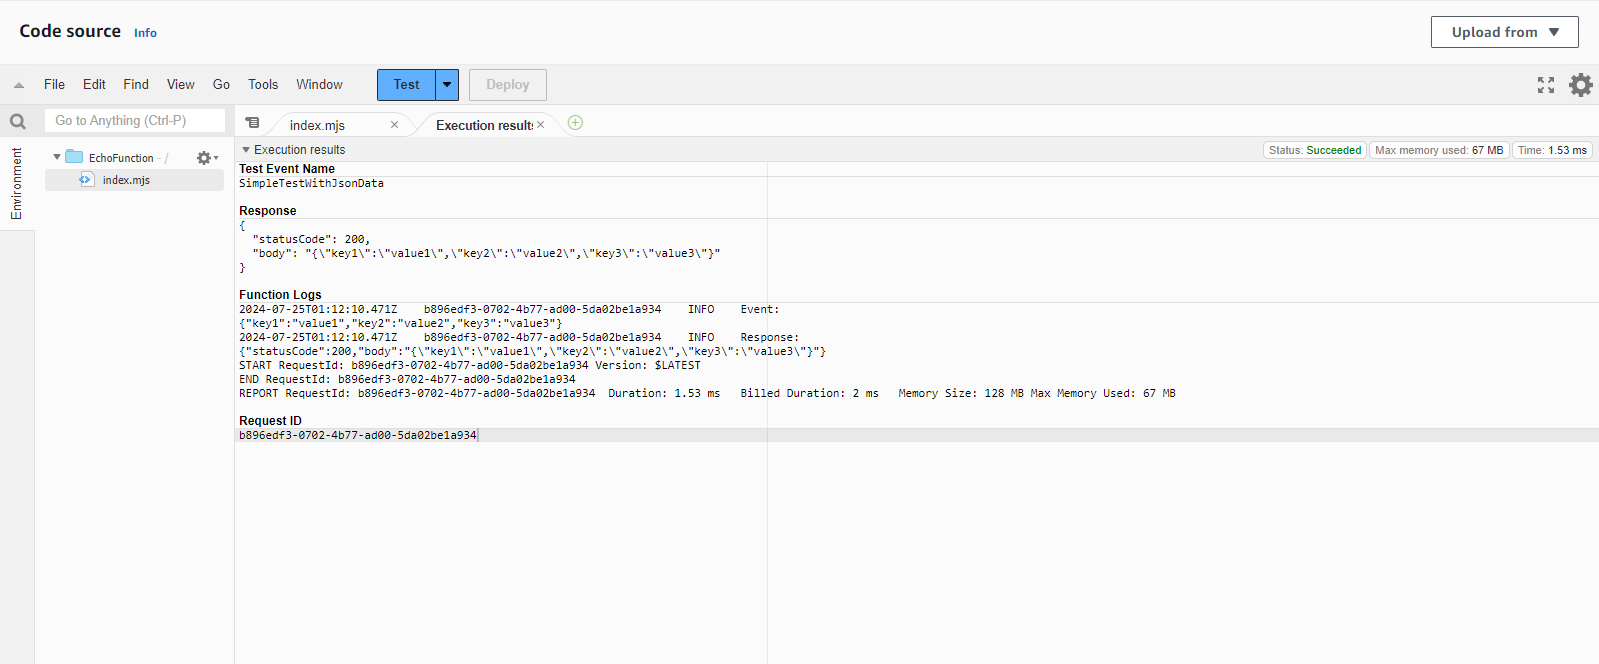 Code source Info
Upload from
File Edit Find View Go Tools Window Test Deploy
Go to Anything (Ctrl-P)
index.mjs
Execution results
Environment
EchoFunction - /
index.mjs
Execution results
Status: Succeeded Max memory used: 67 MB Time: 1.53 ms
Test Event Name
SimpleTestWithJsonData
Response
{
  "statusCode": 200,
  "body": "{\"key1\":\"value1\",\"key2\":\"value2\",\"key3\":\"value3\"}"
}
Function Logs
2024-07-25T01:12:10.471Z    b896edf3-0702-4b77-ad00-5da02be1a934    INFO    Event:
{"key1":"value1","key2":"value2","key3":"value3"}
2024-07-25T01:12:10.471Z    b896edf3-0702-4b77-ad00-5da02be1a934    INFO    Response:
{"statusCode":200,"body":"{\"key1\":\"value1\",\"key2\":\"value2\",\"key3\":\"value3\"}"}
START RequestId: b896edf3-0702-4b77-ad00-5da02be1a934 Version: $LATEST
END RequestId: b896edf3-0702-4b77-ad00-5da02be1a934
REPORT RequestId: b896edf3-0702-4b77-ad00-5da02be1a934  Duration: 1.53 ms   Billed Duration: 2 ms   Memory Size: 128 MB Max Memory Used: 67 MB
Request ID
b896edf3-0702-4b77-ad00-5da02be1a934